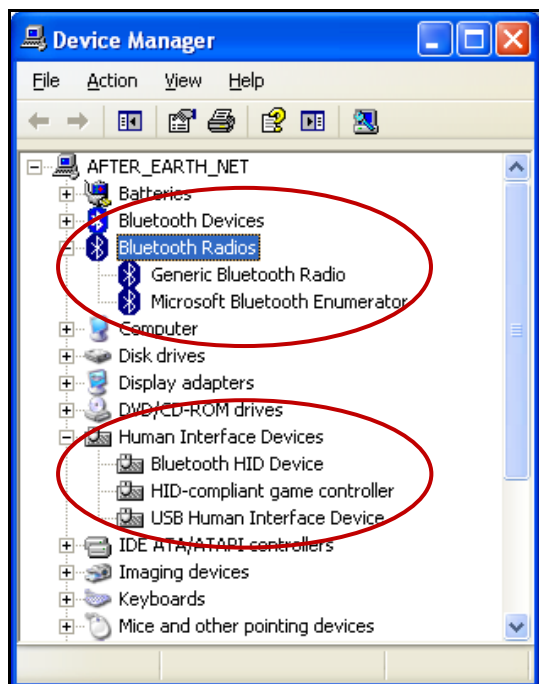 Device Manager
File Action View Help
AFTER_EARTH_NET
Batteries
Bluetooth Devices
Bluetooth Radios
Generic Bluetooth Radio
Microsoft Bluetooth Enumerator
Computer
Disk drives
Display adapters
DVD/CD-ROM drives
Human Interface Devices
Bluetooth HID Device
HID-compliant game controller
USB Human Interface Device
IDE ATA/ATAPI controllers
Imaging devices
Keyboards
Mice and other pointing devices